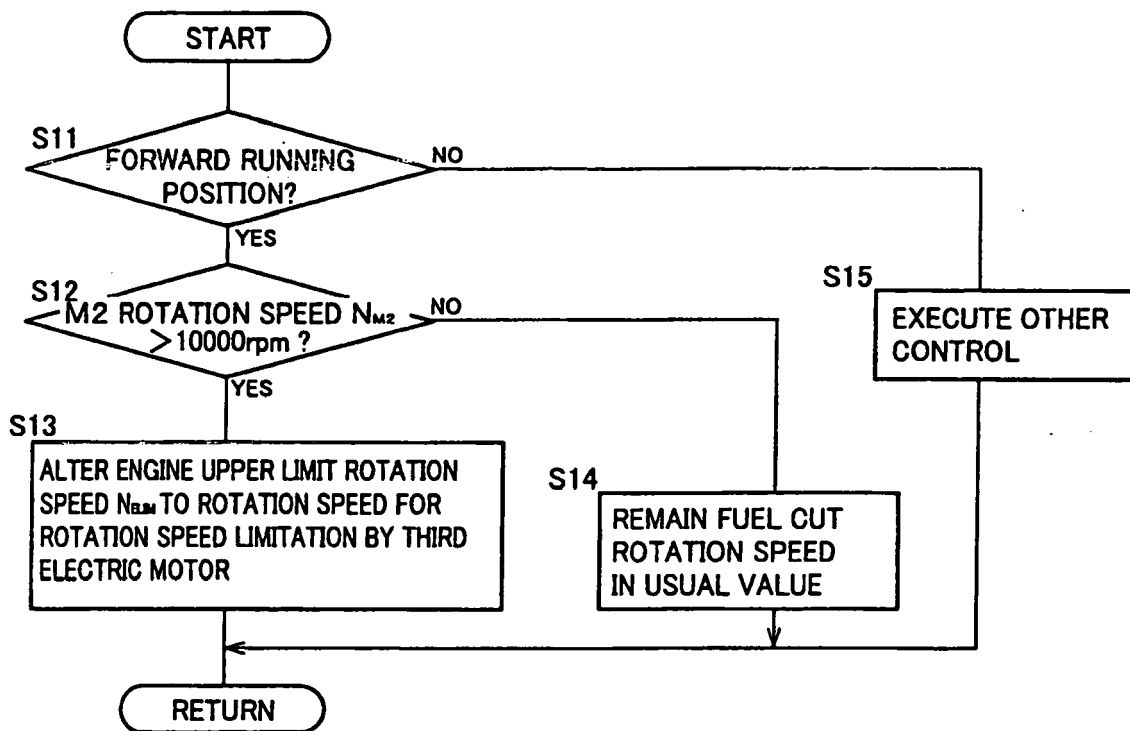 START
S11
FORWARD RUNNING
POSITION?
NO
YES
S12
M2 ROTATION SPEED NM2
>10000rpm ?
NO
YES
S15
EXECUTE OTHER
CONTROL
S13
ALTER ENGINE UPPER LIMIT ROTATION
SPEED NELIM TO ROTATION SPEED FOR
ROTATION SPEED LIMITATION BY THIRD
ELECTRIC MOTOR
S14
REMAIN FUEL CUT
ROTATION SPEED
IN USUAL VALUE
RETURN